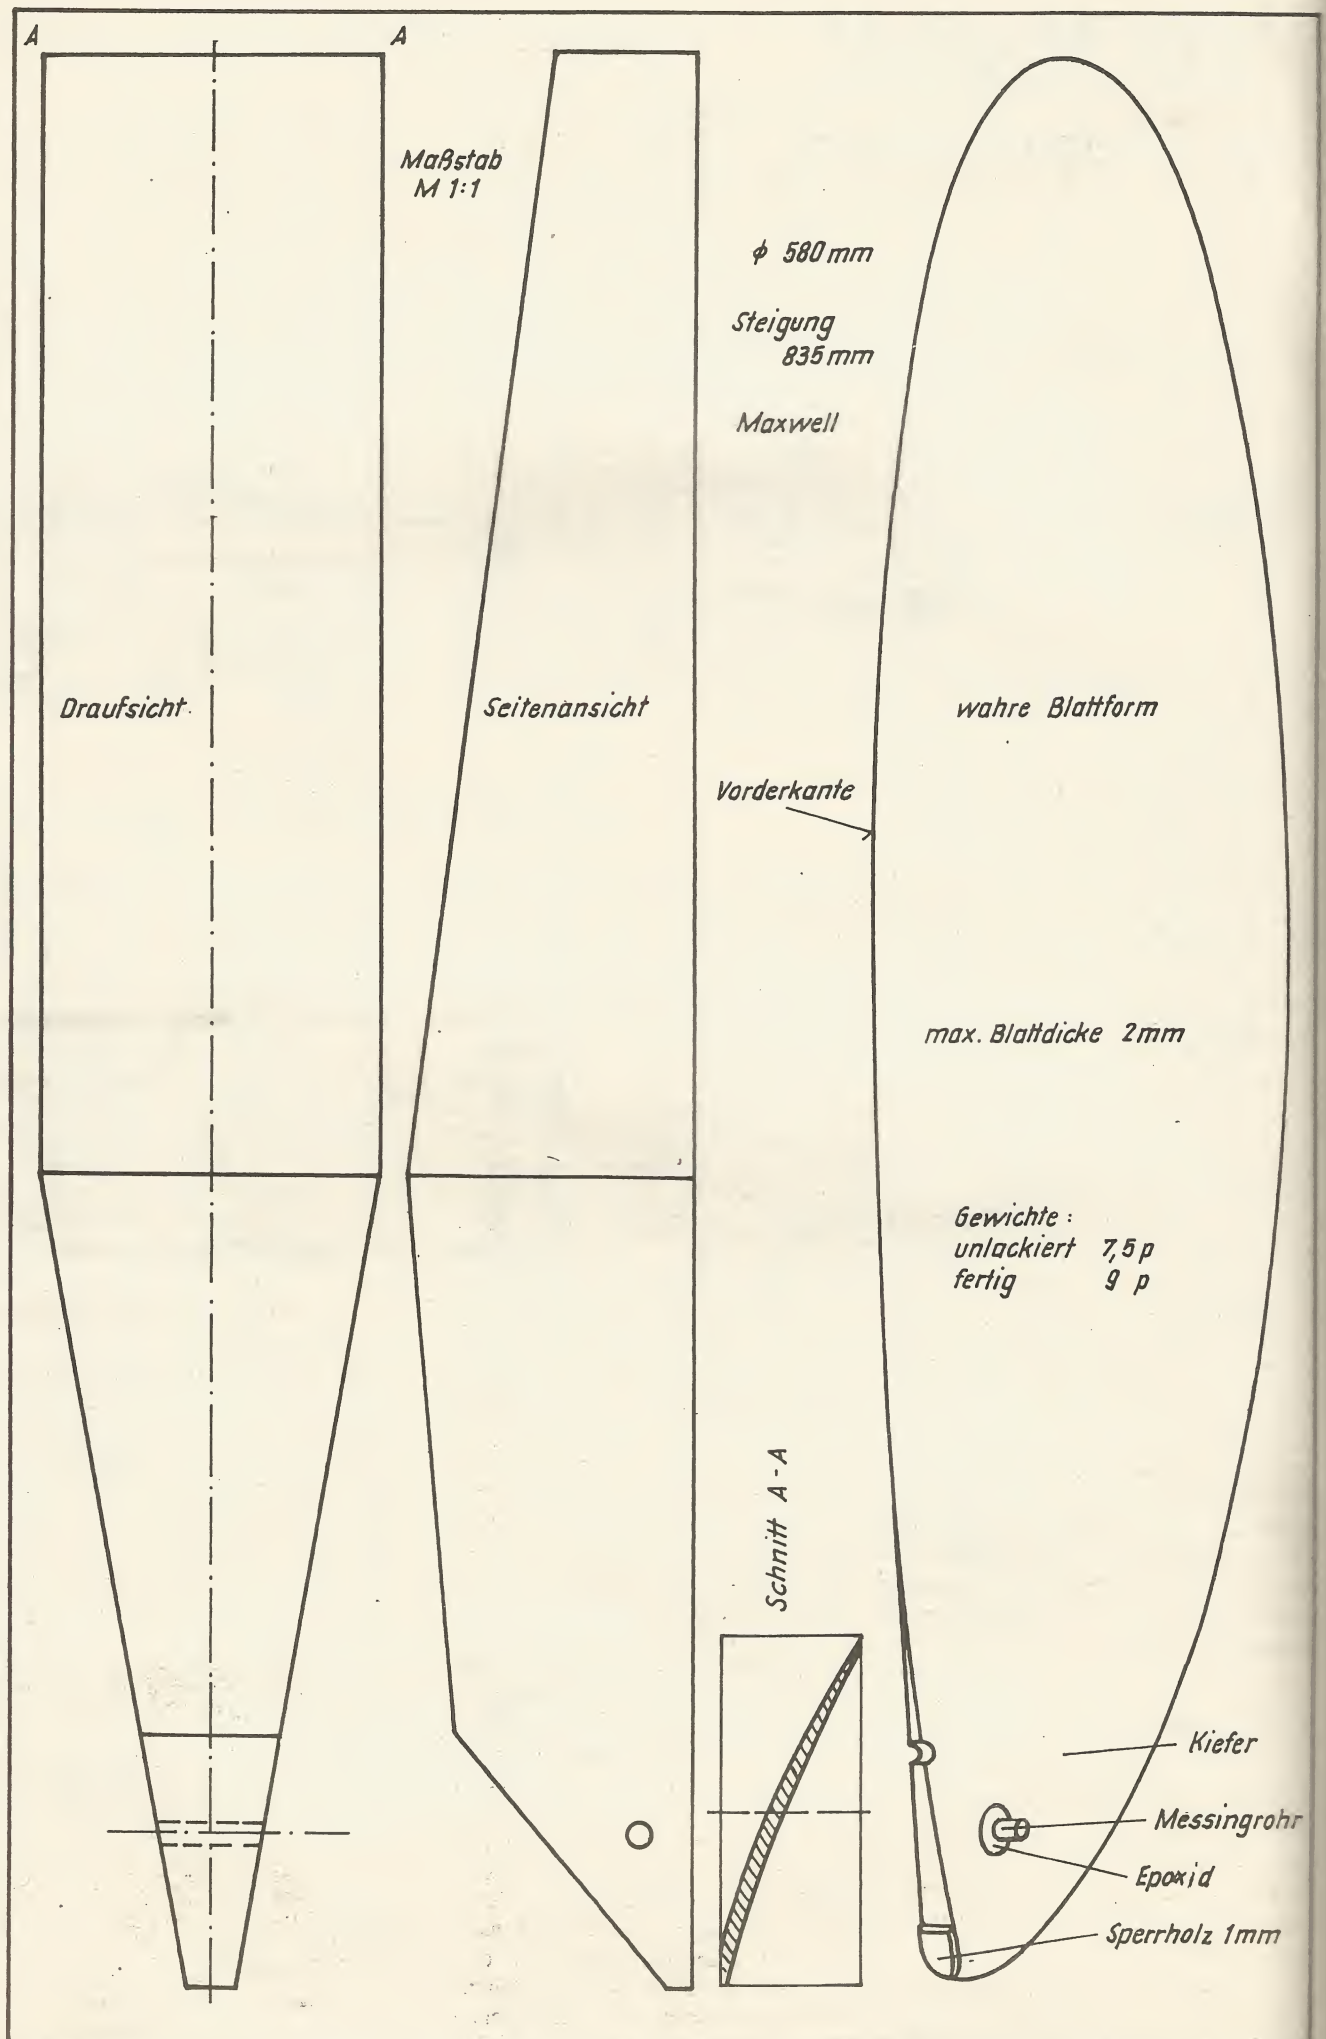 A
A
Maßstab
M 1:1
ϕ 580 mm
Steigung
835 mm
Maxwell
Draufsicht
Seitenansicht
wahre Blattform
Vorderkante
max. Blattdicke 2mm
Gewichte:
unlackiert 7,5 p
fertig 9 p
Schnitt A-A
Kiefer
Messingrohr
Epoxid
Sperrholz 1mm